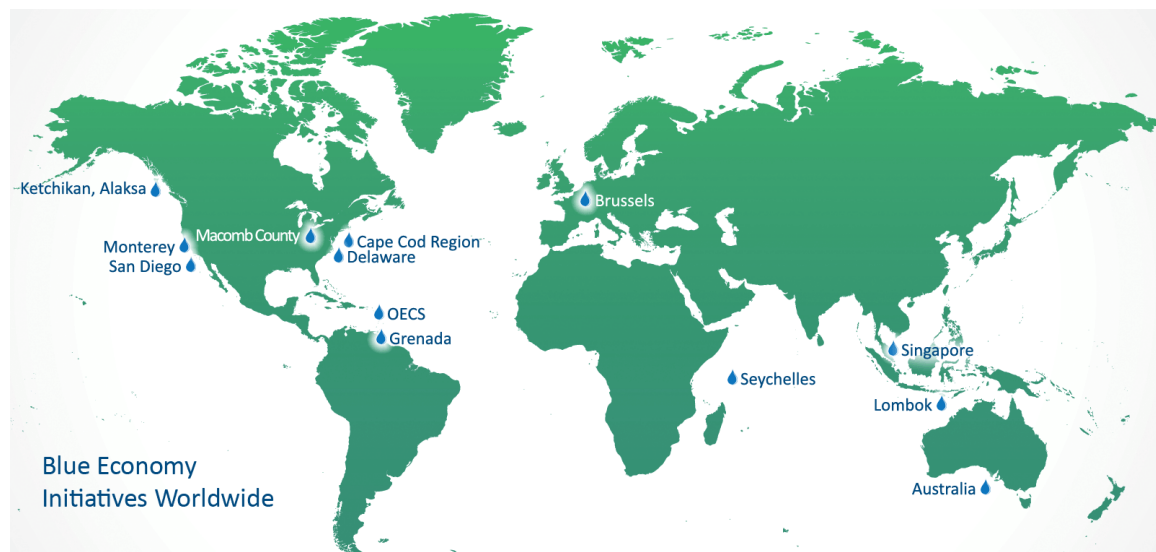 Ketchikan, Alaksa
Brussels
Macomb County
Cape Cod Region
Monterey
Delaware
San Diego
OECS
Grenada
Singapore
Seychelles
Lombok
Blue Economy
Initiatives Worldwide
Australia